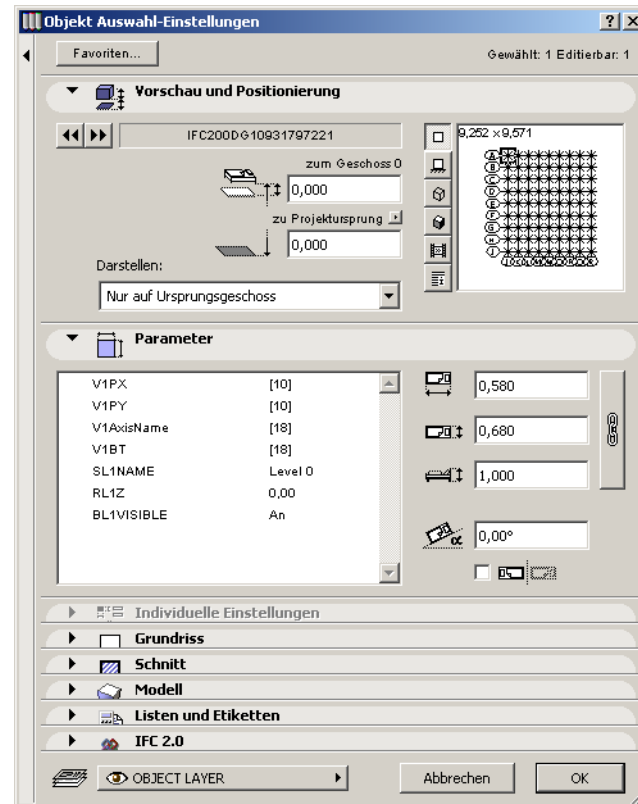 Objekt Auswahl-Einstellungen
Favoriten...
Gewählt: 1 Editierbar: 1
Vorschau und Positionierung
IFC200DG10931797221
zum Geschoss 0
0,000
zu Projektursprung
0,000
Darstellen:
Nur auf Ursprungsgeschoss
9,252 × 9,571
A
B
C
D
E
F
G
H
J
Parameter
V1PX [10]
V1PY [10]
V1AxisName [18]
V1BT [18]
SL1NAME Level 0
RL1Z 0,00
BL1VISIBLE An
0,580
0,680
1,000
α 0,00°
Individuelle Einstellungen
Grundriss
Schnitt
Modell
Listen und Etiketten
IFC 2.0
OBJECT LAYER
Abbrechen
OK